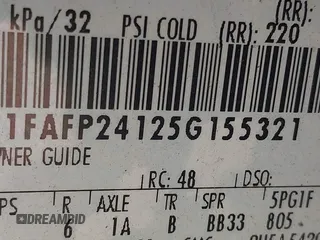 (RR):
kPa/32 PSI COLD (RR): 220
1FAFP24125G155321
NER GUIDE
RC: 48 DSO:
PS R AXLE TR SPR 5PG1F
6 1A B BB33 805
DREAMBID